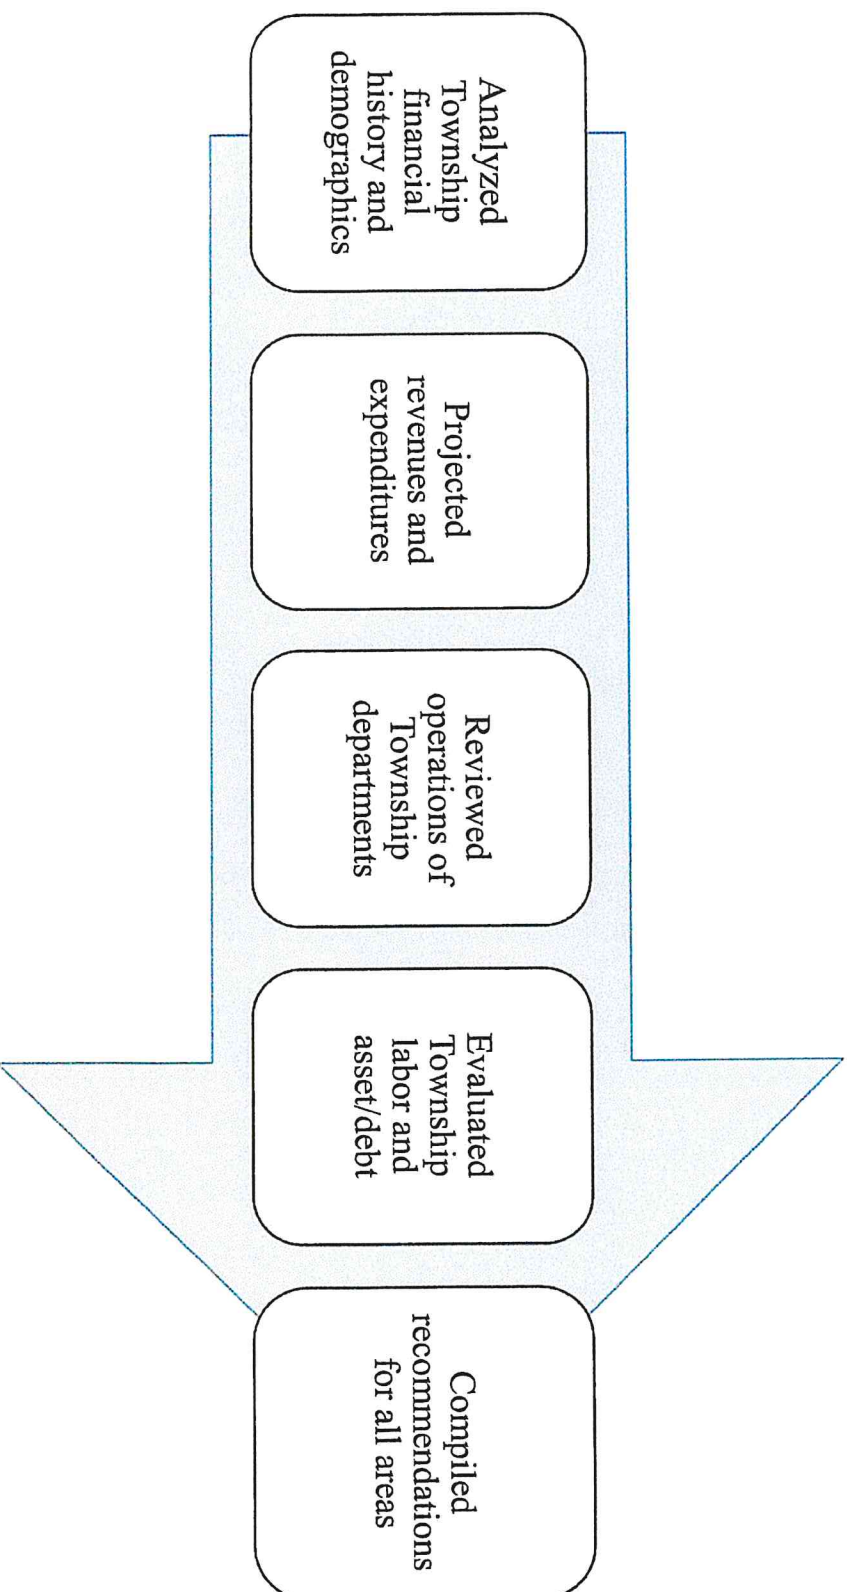 Analyzed
Township
financial
history and
demographics
Projected
revenues and
expenditures
Reviewed
operations of
Township
departments
Evaluated
Township
labor and
asset/debt
Compiled
recommendations
for all areas